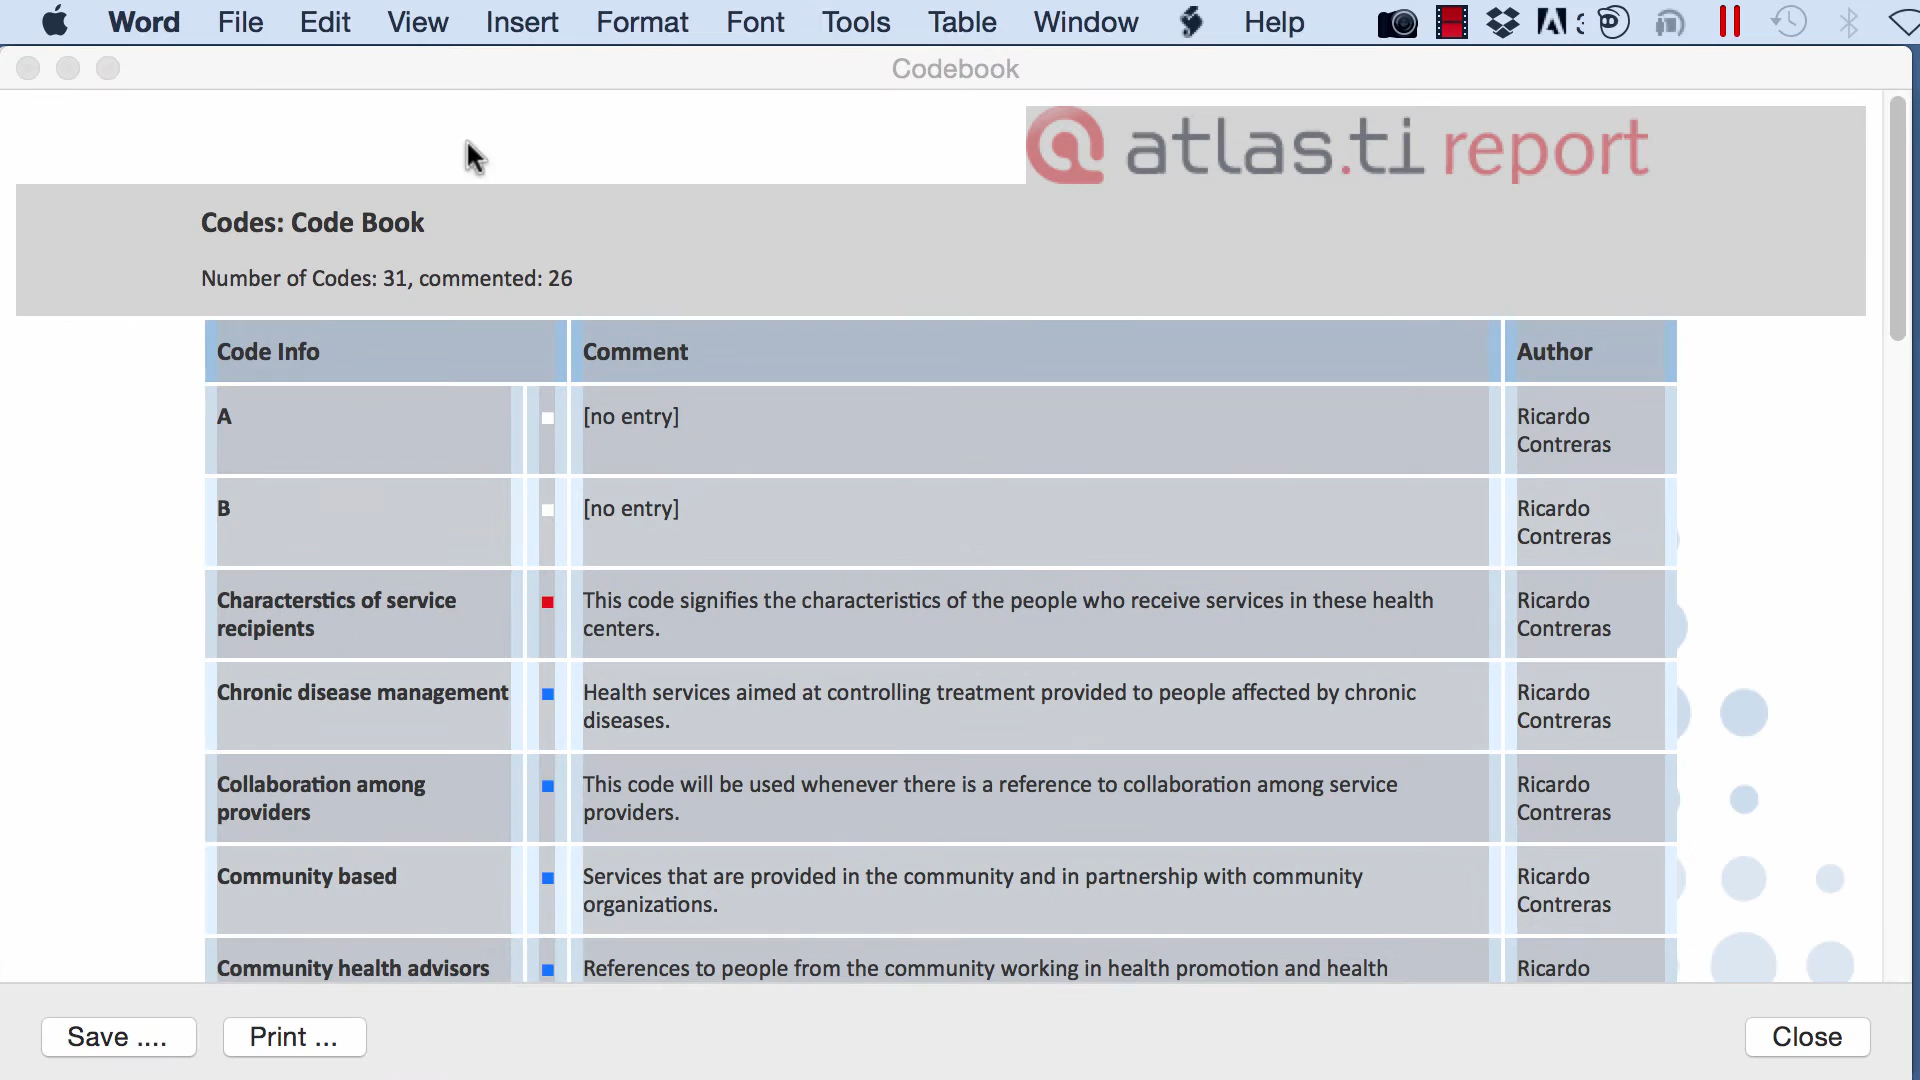 Word File Edit View Insert Format Font Tools Table Window Help
Codebook
atlas.ti report
Codes: Code Book
Number of Codes: 31, commented: 26
Code Info Comment Author
A [no entry] Ricardo
Contreras
B [no entry] Ricardo
Contreras
Characterstics of service This code signifies the characteristics of the people who receive services in these health Ricardo
recipients centers. Contreras
Chronic disease management Health services aimed at controlling treatment provided to people affected by chronic Ricardo
diseases. Contreras
Collaboration among This code will be used whenever there is a reference to collaboration among service Ricardo
providers providers. Contreras
Community based Services that are provided in the community and in partnership with community Ricardo
organizations. Contreras
Community health advisors References to people from the community working in health promotion and health Ricardo
Save .... Print ... Close